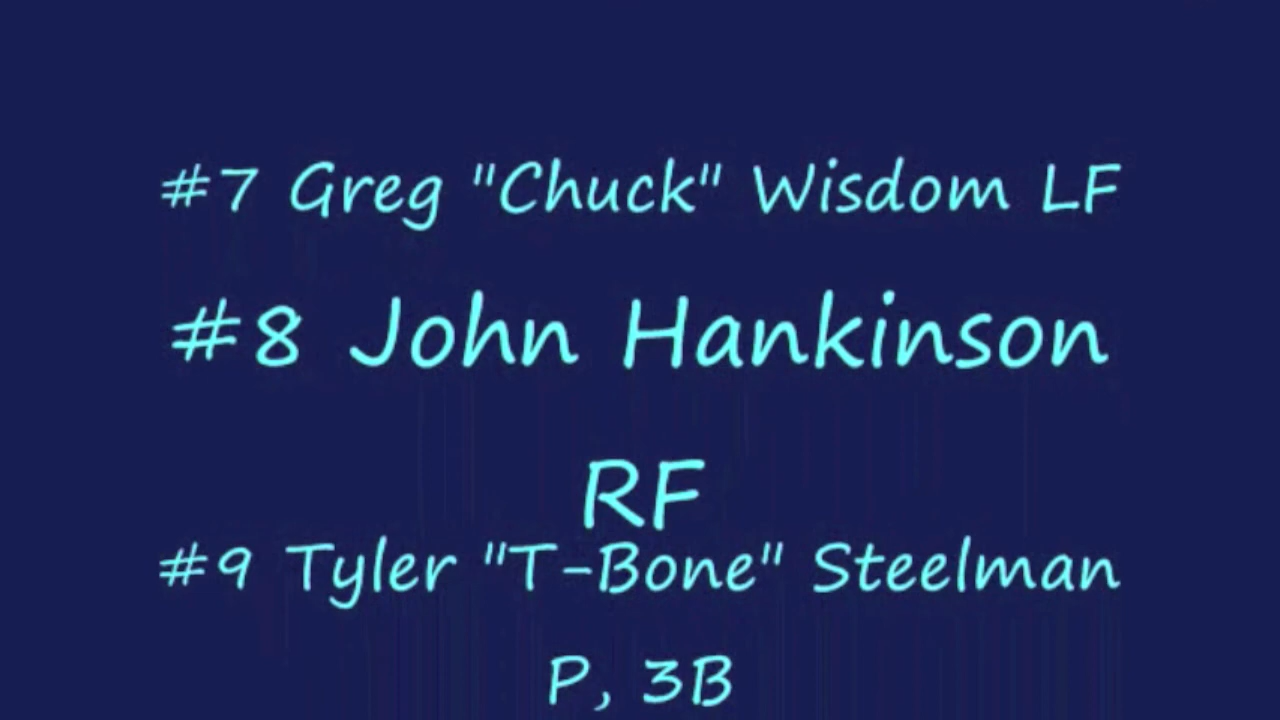 #7 Greg "Chuck" Wisdom LF
#8 John Hankinson
RF
#9 Tyler "T-Bone" Steelman
P, 3B